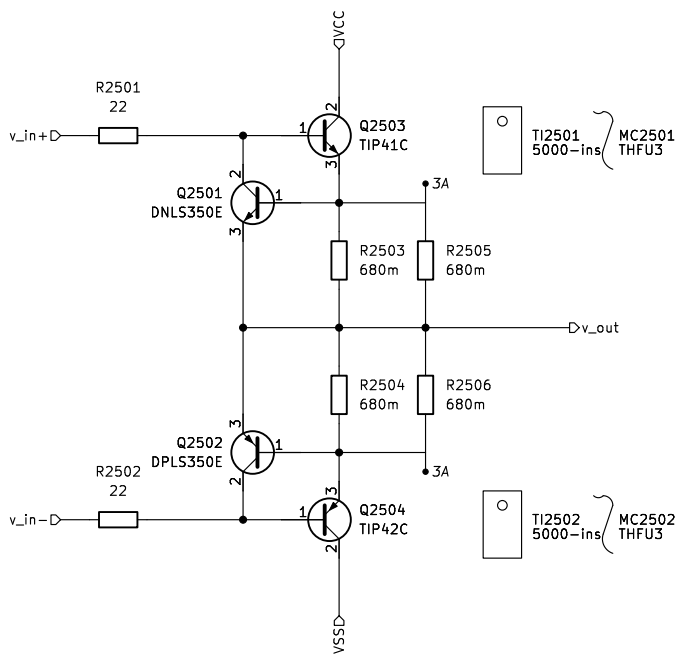 VCC
R2501
22
v_in+
1
2
3
Q2503
TIP41C
TI2501
5000-ins
MC2501
THFU3
2
Q2501
DNLS350E
1
3
3A
R2503
680m
R2505
680m
v_out
R2504
680m
R2506
680m
3
Q2502
DPLS350E
1
2
3A
R2502
22
v_in-
1
3
2
Q2504
TIP42C
TI2502
5000-ins
MC2502
THFU3
VSS